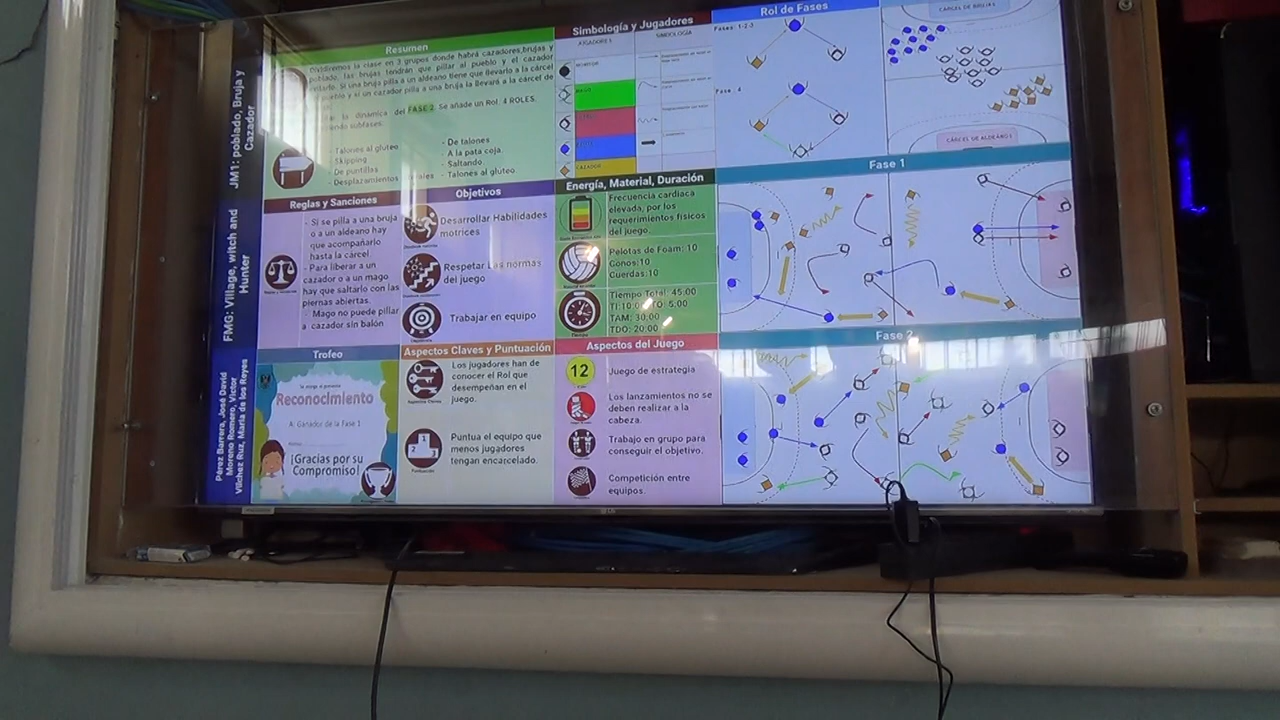 JM1: poblado, Bruja y
Cazador
FMG: Village, witch and
Hunter
Pérez Barrera, José David
Moreno Romero, Víctor
Vilchez Ruz, María de los Reyes
Resumen
Dividiremos la clase en 3 grupos donde habrá cazadores,brujas y
poblado, las brujas tendrán que pillar al pueblo y el cazador
Si una bruja pilla a un aldeano tiene que llevarlo a la cárcel
y si un cazador pilla a una bruja la llevará a la cárcel de
la dinamica del FASE 2. Se añade un Rol. 4 ROLES.
- Talones al gluteo
- Skipping
- De puntillas
- Desplazamientos
- De talones
- A la pata coja.
- Saltando
- Talones al gluteo.
Reglas y Sanciones
- Si se pilla a una bruja
o a un aldeano hay
que acompañarlo
hasta la cárcel.
- Para liberar a un
cazador o a un mago
hay que saltarlo con las
piernas abiertas.
- Mago no puede pillar
a cazador sin balón
Objetivos
Desarrollar Habilidades
motrices
Respetar las normas
del juego
Trabajar en equipo
Trofeo
Reconocimiento
A: Ganador de la Fase 1
¡Gracias por su
Compromiso!
Aspectos Claves y Puntuación
Los jugadores han de
conocer el Rol que
desempeñan en el
juego.
Puntua el equipo que
menos jugadores
tengan encarcelado.
Simbología y Jugadores
JUGADORES
SIMBOLOGÍA
MONITOR
CAZADOR
Energía, Material, Duración
Frecuencia cardiaca
elevada, por los
requerimientos físicos
del juego.
Pelotas de Foam: 10
Conos:10
Cuerdas:10
Tiempo Total: 45:00
TAM: 30:00
TDO: 20:00
Aspectos del Juego
12
Juego de estrategia
Los lanzamientos no se
deben realizar a la
cabeza.
Trabajo en grupo para
conseguir el objetivo.
Competición entre
equipos.
Rol de Fases
Fases: 1-2-3
Fase: 4
CÁRCEL DE BRUJAS
CÁRCEL DE ALDEANOS
Fase 1
Fase 2
LG